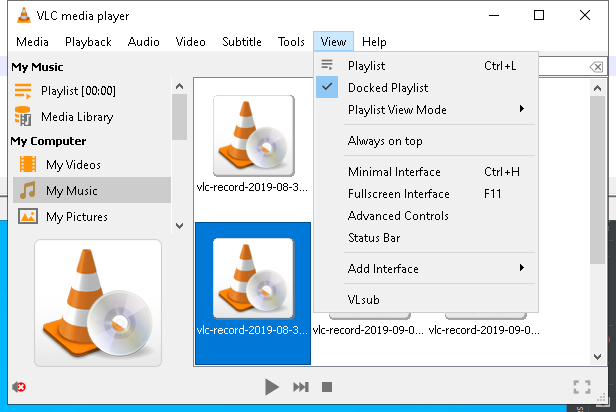 VLC media player
Media Playback Audio Video Subtitle Tools View Help
My Music
Playlist [00:00]
Media Library
My Computer
My Videos
My Music
My Pictures
vlc-record-2019-08-3...
vlc-record-2019-08-3...
vlc-record-2019-09-0...
vlc-record-2019-09-0...
Playlist Ctrl+L
Docked Playlist
Playlist View Mode
Always on top
Minimal Interface Ctrl+H
Fullscreen Interface F11
Advanced Controls
Status Bar
Add Interface
VLsub